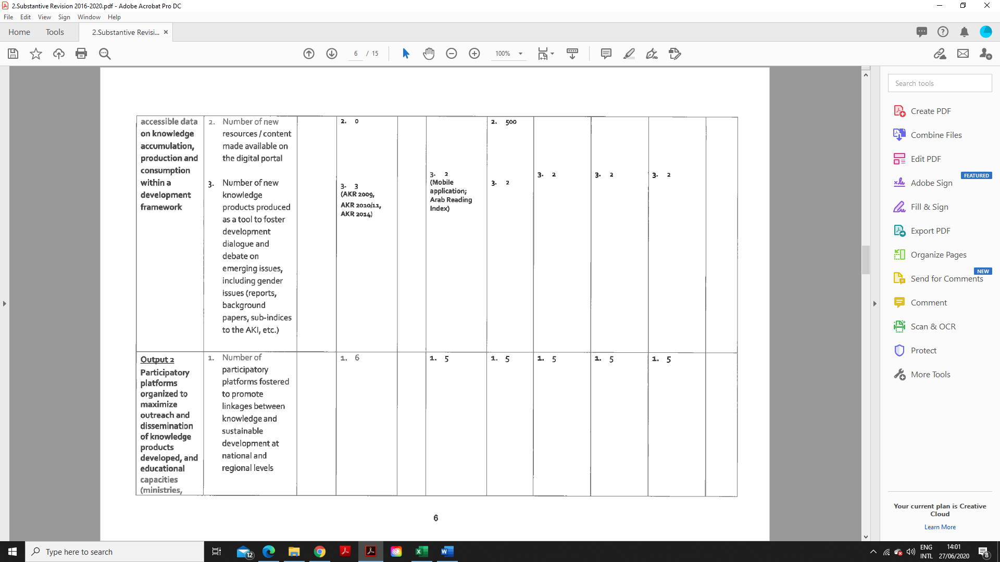 2.Substantive Revision 2016-2020.pdf - Adobe Acrobat Pro DC
File Edit View Sign Window Help
Home Tools 2.Substantive Revisi... ×
6 / 15 100%
accessible data
on knowledge
accumulation,
production and
consumption
within a
development
framework
2. Number of new
resources / content
made available on
the digital portal
3. Number of new
knowledge
products produced
as a tool to foster
development
dialogue and
debate on
emerging issues,
including gender
issues (reports,
background
papers, sub-indices
to the AKI, etc.)
2. 0
3. 3
(AKR 2009,
AKR 2010/11,
AKR 2014)
3. 2
(Mobile
application;
Arab Reading
Index)
2. 500
3. 2
3. 2
3. 2
3. 2
Output 2
Participatory
platforms
organized to
maximize
outreach and
dissemination
of knowledge
products
developed, and
educational
capacities
(ministries,
1. Number of
participatory
platforms fostered
to promote
linkages between
knowledge and
sustainable
development at
national and
regional levels
1. 6
1. 5
1. 5
1. 5
1. 5
1. 5
6
Search tools
Create PDF
Combine Files
Edit PDF
FEATURED
Adobe Sign
Fill & Sign
Export PDF
Organize Pages
NEW
Send for Comments
Comment
Scan & OCR
Protect
More Tools
Your current plan is Creative
Cloud
Learn More
Type here to search
12
ENG
INTL
14:01
27/06/2020
8